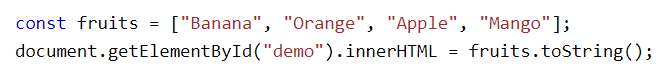 const fruits = ["Banana", "Orange", "Apple", "Mango"];
document.getElementById("demo").innerHTML = fruits.toString();